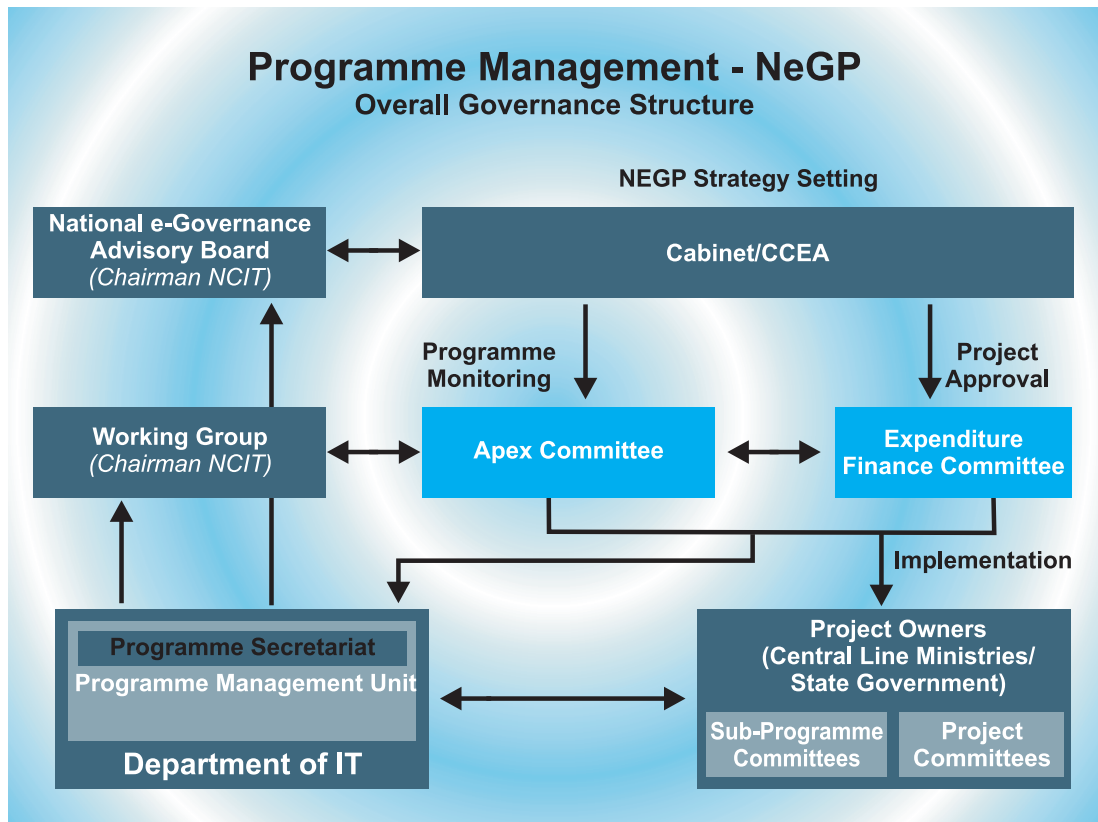 Programme Management - NeGP
Overall Governance Structure
NEGP Strategy Setting
National e-Governance
Advisory Board
(Chairman NCIT)
Cabinet/CCEA
Programme
Monitoring
Project
Approval
Working Group
(Chairman NCIT)
Apex Committee
Expenditure
Finance Committee
Implementation
Programme Secretariat
Programme Management Unit
Department of IT
Project Owners
(Central Line Ministries/
State Government)
Sub-Programme
Committees
Project
Committees